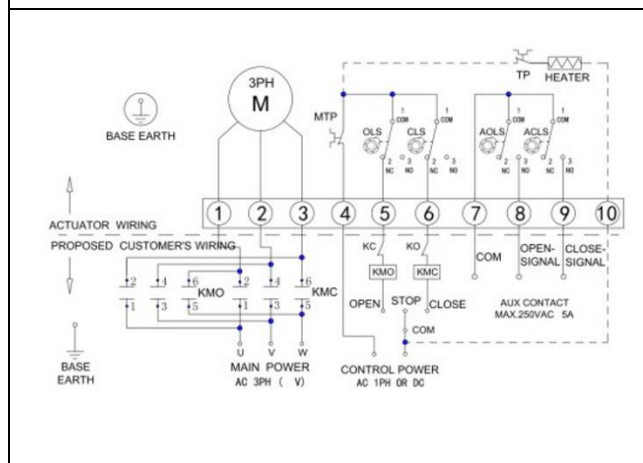 TP HEATER
3PH
M
MTP
BASE EARTH
1 COM OLS 2 NC 3 NO
1 COM CLS 2 NC 3 NO
1 COM AOLS 2 NC 3 NO
1 COM ACLS 2 NC 3 NO
1 2 3 4 5 6 7 8 9 10
ACTUATOR WIRING
PROPOSED CUSTOMER'S WIRING
KC KO
KMO KMC
COM OPEN-SIGNAL CLOSE-SIGNAL
2 4 6 KMO 2 4 6 KMC
1 3 5 1 3 5
OPEN STOP CLOSE
COM
AUX CONTACT
MAX.250VAC 5A
U V W
BASE EARTH
MAIN POWER
AC 3PH ( V)
CONTROL POWER
AC 1PH OR DC